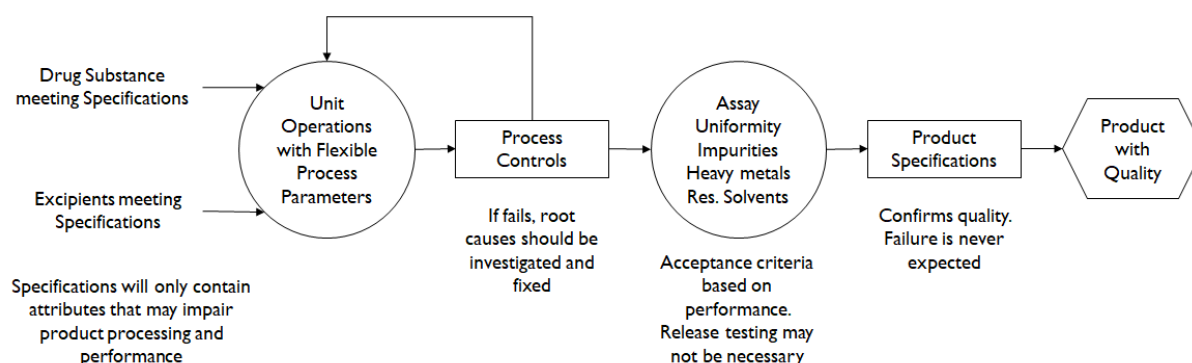 Drug Substance
meeting Specifications
Excipients meeting
Specifications
Specifications will only contain
attributes that may impair
product processing and
performance
Unit
Operations
with Flexible
Process
Parameters
Process
Controls
If fails, root
causes should be
investigated and
fixed
Assay
Uniformity
Impurities
Heavy metals
Res. Solvents
Acceptance criteria
based on
performance.
Release testing may
not be necessary
Product
Specifications
Confirms quality.
Failure is never
expected
Product
with
Quality